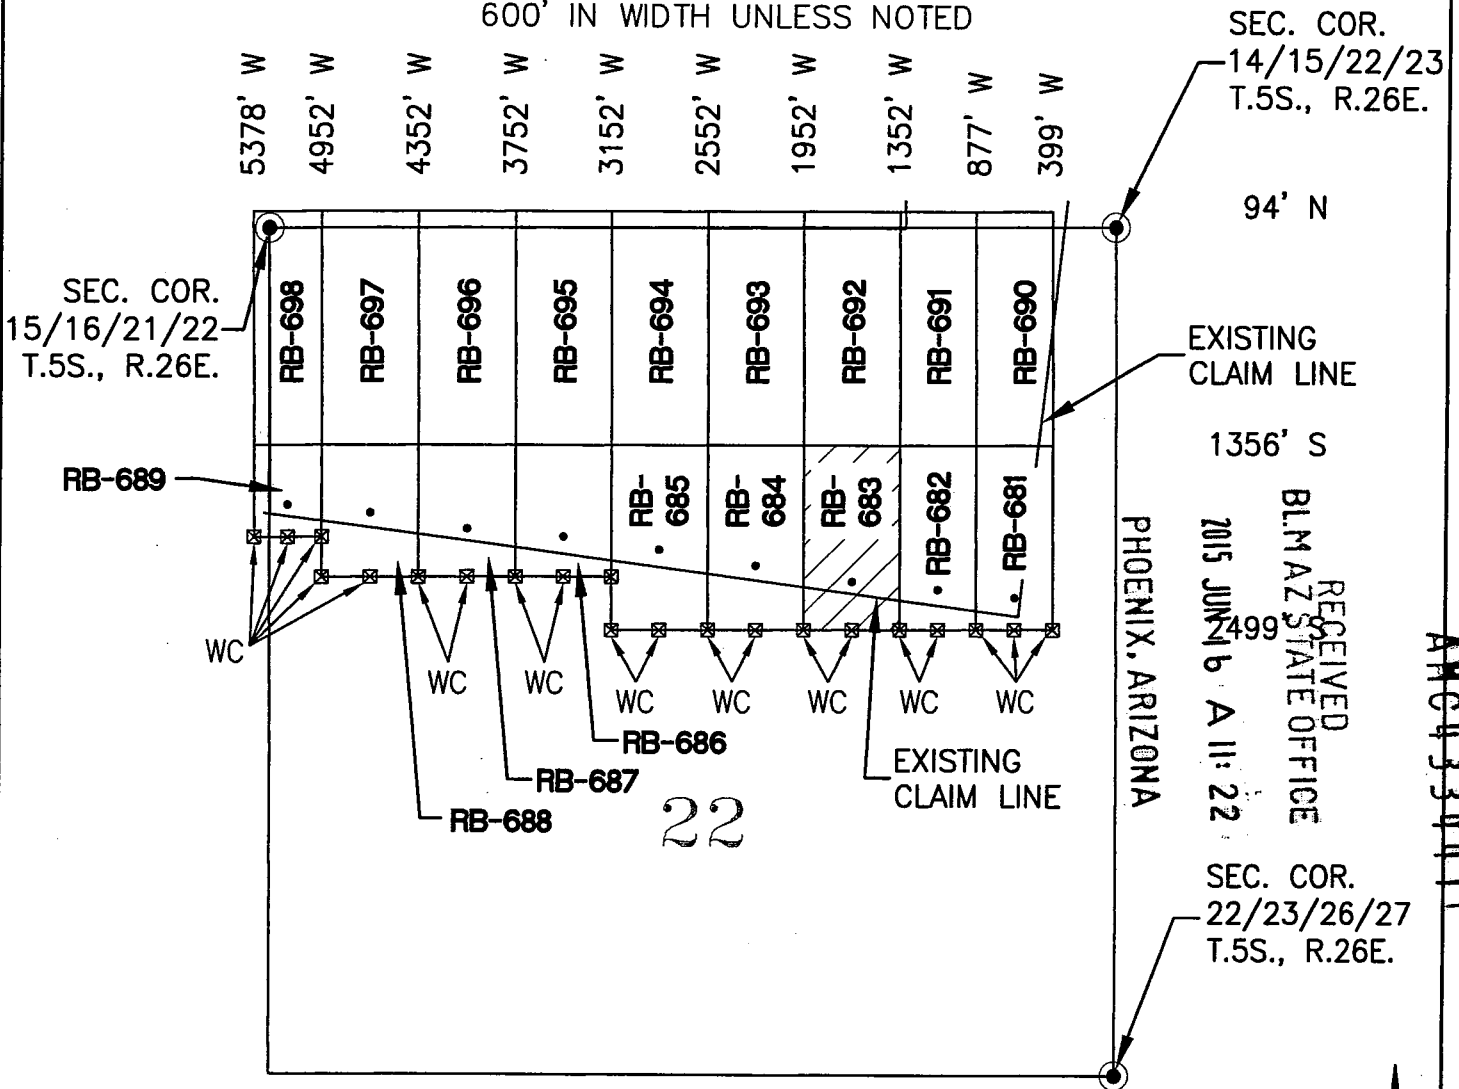 600' IN WIDTH UNLESS NOTED
5378' W
4952' W
4352' W
3752' W
3152' W
2552' W
1952' W
1352' W
877' W
399' W
SEC. COR.
14/15/22/23
T.5S., R.26E.
94' N
SEC. COR.
15/16/21/22
T.5S., R.26E.
RB-698
RB-697
RB-696
RB-695
RB-694
RB-693
RB-692
RB-691
RB-690
EXISTING
CLAIM LINE
1356' S
RB-689
RB-
685
RB-
684
RB-
683
RB-682
RB-681
WC
WC
WC
WC
WC
WC
WC
WC
RB-686
RB-687
RB-688
EXISTING
CLAIM LINE
22
2499'
RECEIVED
BLM AZ STATE OFFICE
2015 JUN 16 A 11: 22
PHOENIX, ARIZONA
SEC. COR.
22/23/26/27
T.5S., R.26E.